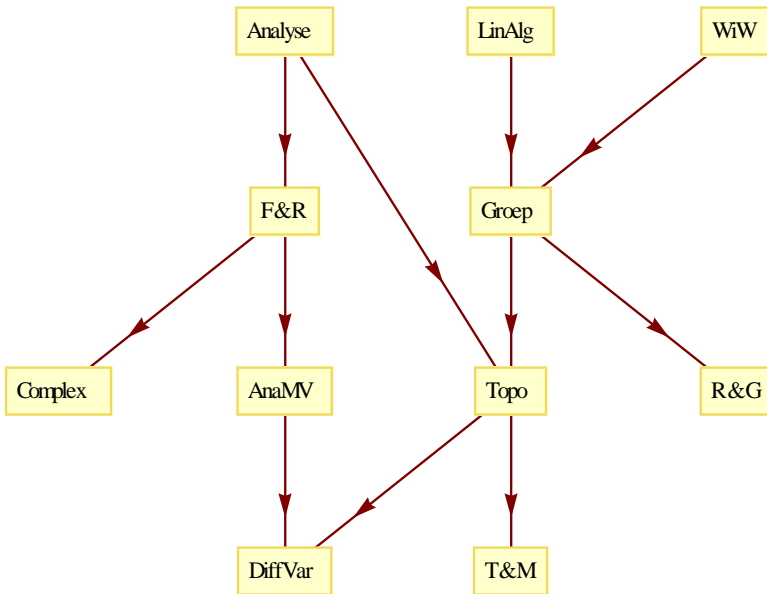 Analyse
LinAlg
WiW
F&R
Groep
Complex
AnaMV
Topo
R&G
DiffVar
T&M